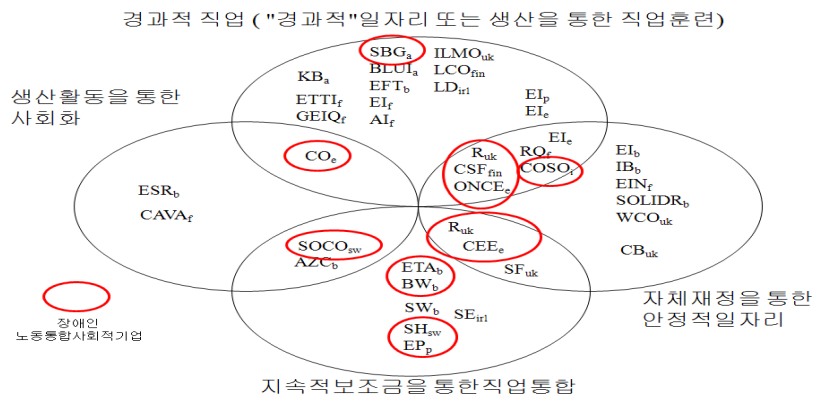 경과적 직업 ( "경과적"일자리 또는 생산을 통한 직업훈련)
SBGa
ILMOuk
KBa
BLUIa
LCOfin
EFTb
LDirl
생산활동을 통한
사회화
ETTIf
EIf
EIp
GEIQf
AIf
EIe
EIe
COe
Ruk
RQf
EIb
CSFfin
COSOi
IBb
ONCEe
EINf
ESRb
SOLIDRb
CAVAf
WCOuk
Ruk
SOCOsw
CEEe
CBuk
AZCb
ETAb
SFuk
BWb
자체재정을 통한
안정적일자리
SWb
SEirl
장애인
노동통합사회적기업
SHsw
EPp
지속적보조금을 통한직업통합